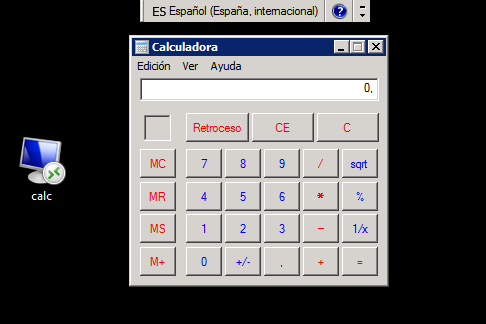 ES Español (España, internacional) ?
Calculadora
Edición Ver Ayuda
0,
Retroceso CE C
MC 7 8 9 / sqrt
MR 4 5 6 * %
MS 1 2 3 - 1/x
M+ 0 +/- , + =
calc